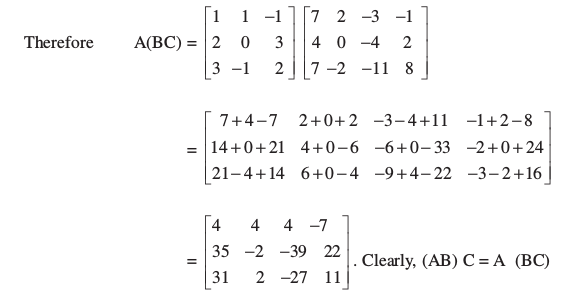 1 1 −1 7 2 −3 −1
Therefore A(BC) = 2 0 3 4 0 −4 2
3 −1 2 7 −2 −11 8
7+4−7 2+0+2 −3−4+11 −1+2−8
= 14+0+21 4+0−6 −6+0−33 −2+0+24
21−4+14 6+0−4 −9+4−22 −3−2+16
4 4 4 −7
= 35 −2 −39 22 . Clearly, (AB) C = A (BC)
31 2 −27 11